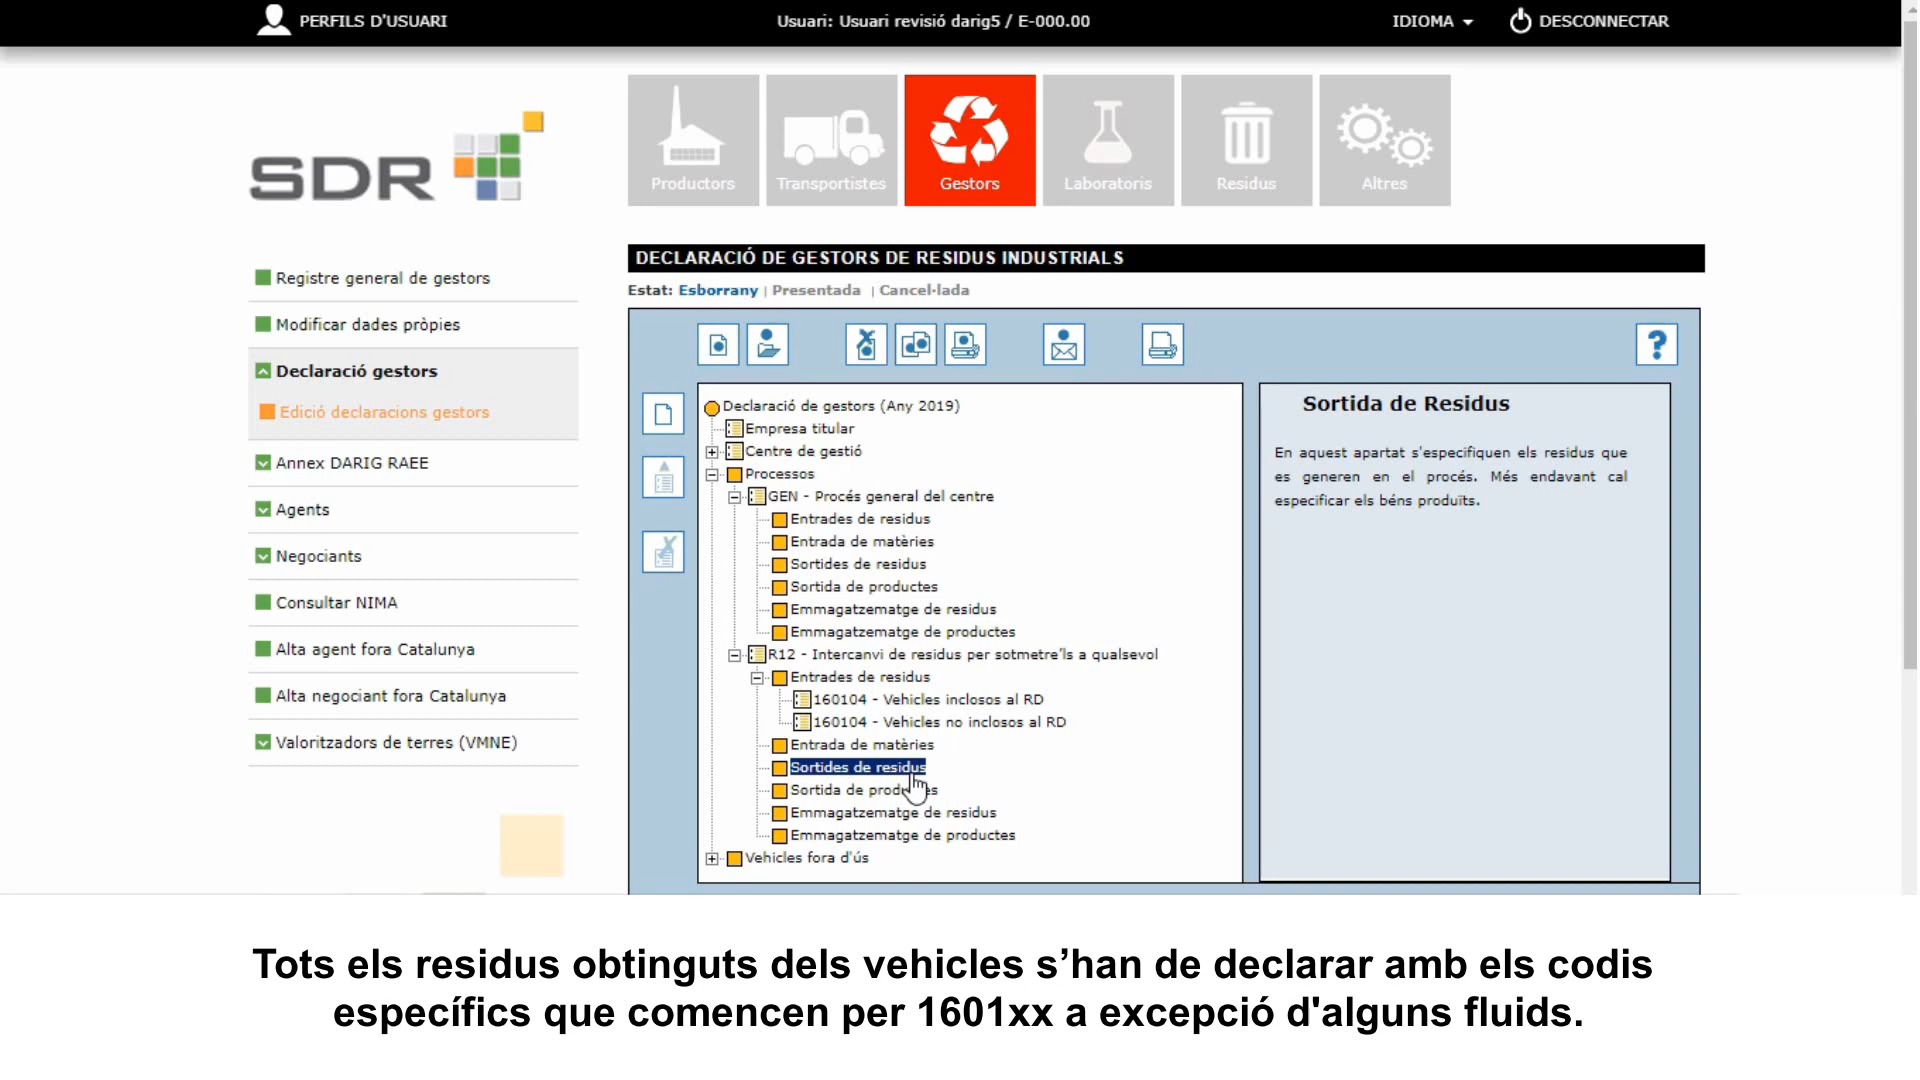 PERFILS D'USUARI
Usuari: Usuari revisió darig5 / E-000.00
IDIOMA
DESCONNECTAR
SDR
Productors
Transportistes
Gestors
Laboratoris
Residus
Altres
Registre general de gestors
Modificar dades pròpies
Declaració gestors
Edició declaracions gestors
Annex DARIG RAEE
Agents
Negociants
Consultar NIMA
Alta agent fora Catalunya
Alta negociant fora Catalunya
Valoritzadors de terres (VMNE)
DECLARACIÓ DE GESTORS DE RESIDUS INDUSTRIALS
Estat: Esborrany | Presentada | Cancel·lada
?
Declaració de gestors (Any 2019)
Empresa titular
Centre de gestió
Processos
GEN - Procés general del centre
Entrades de residus
Entrada de matèries
Sortides de residus
Sortida de productes
Emmagatzematge de residus
Emmagatzematge de productes
R12 - Intercanvi de residus per sotmetre'ls a qualsevol
Entrades de residus
160104 - Vehicles inclosos al RD
160104 - Vehicles no inclosos al RD
Entrada de matèries
Sortides de residus
Sortida de productes
Emmagatzematge de residus
Emmagatzematge de productes
Vehicles fora d'ús
Sortida de Residus
En aquest apartat s'especifiquen els residus que
es generen en el procés. Més endavant cal
especificar els béns produïts.
Tots els residus obtinguts dels vehicles s’han de declarar amb els codis
específics que comencen per 1601xx a excepció d'alguns fluids.